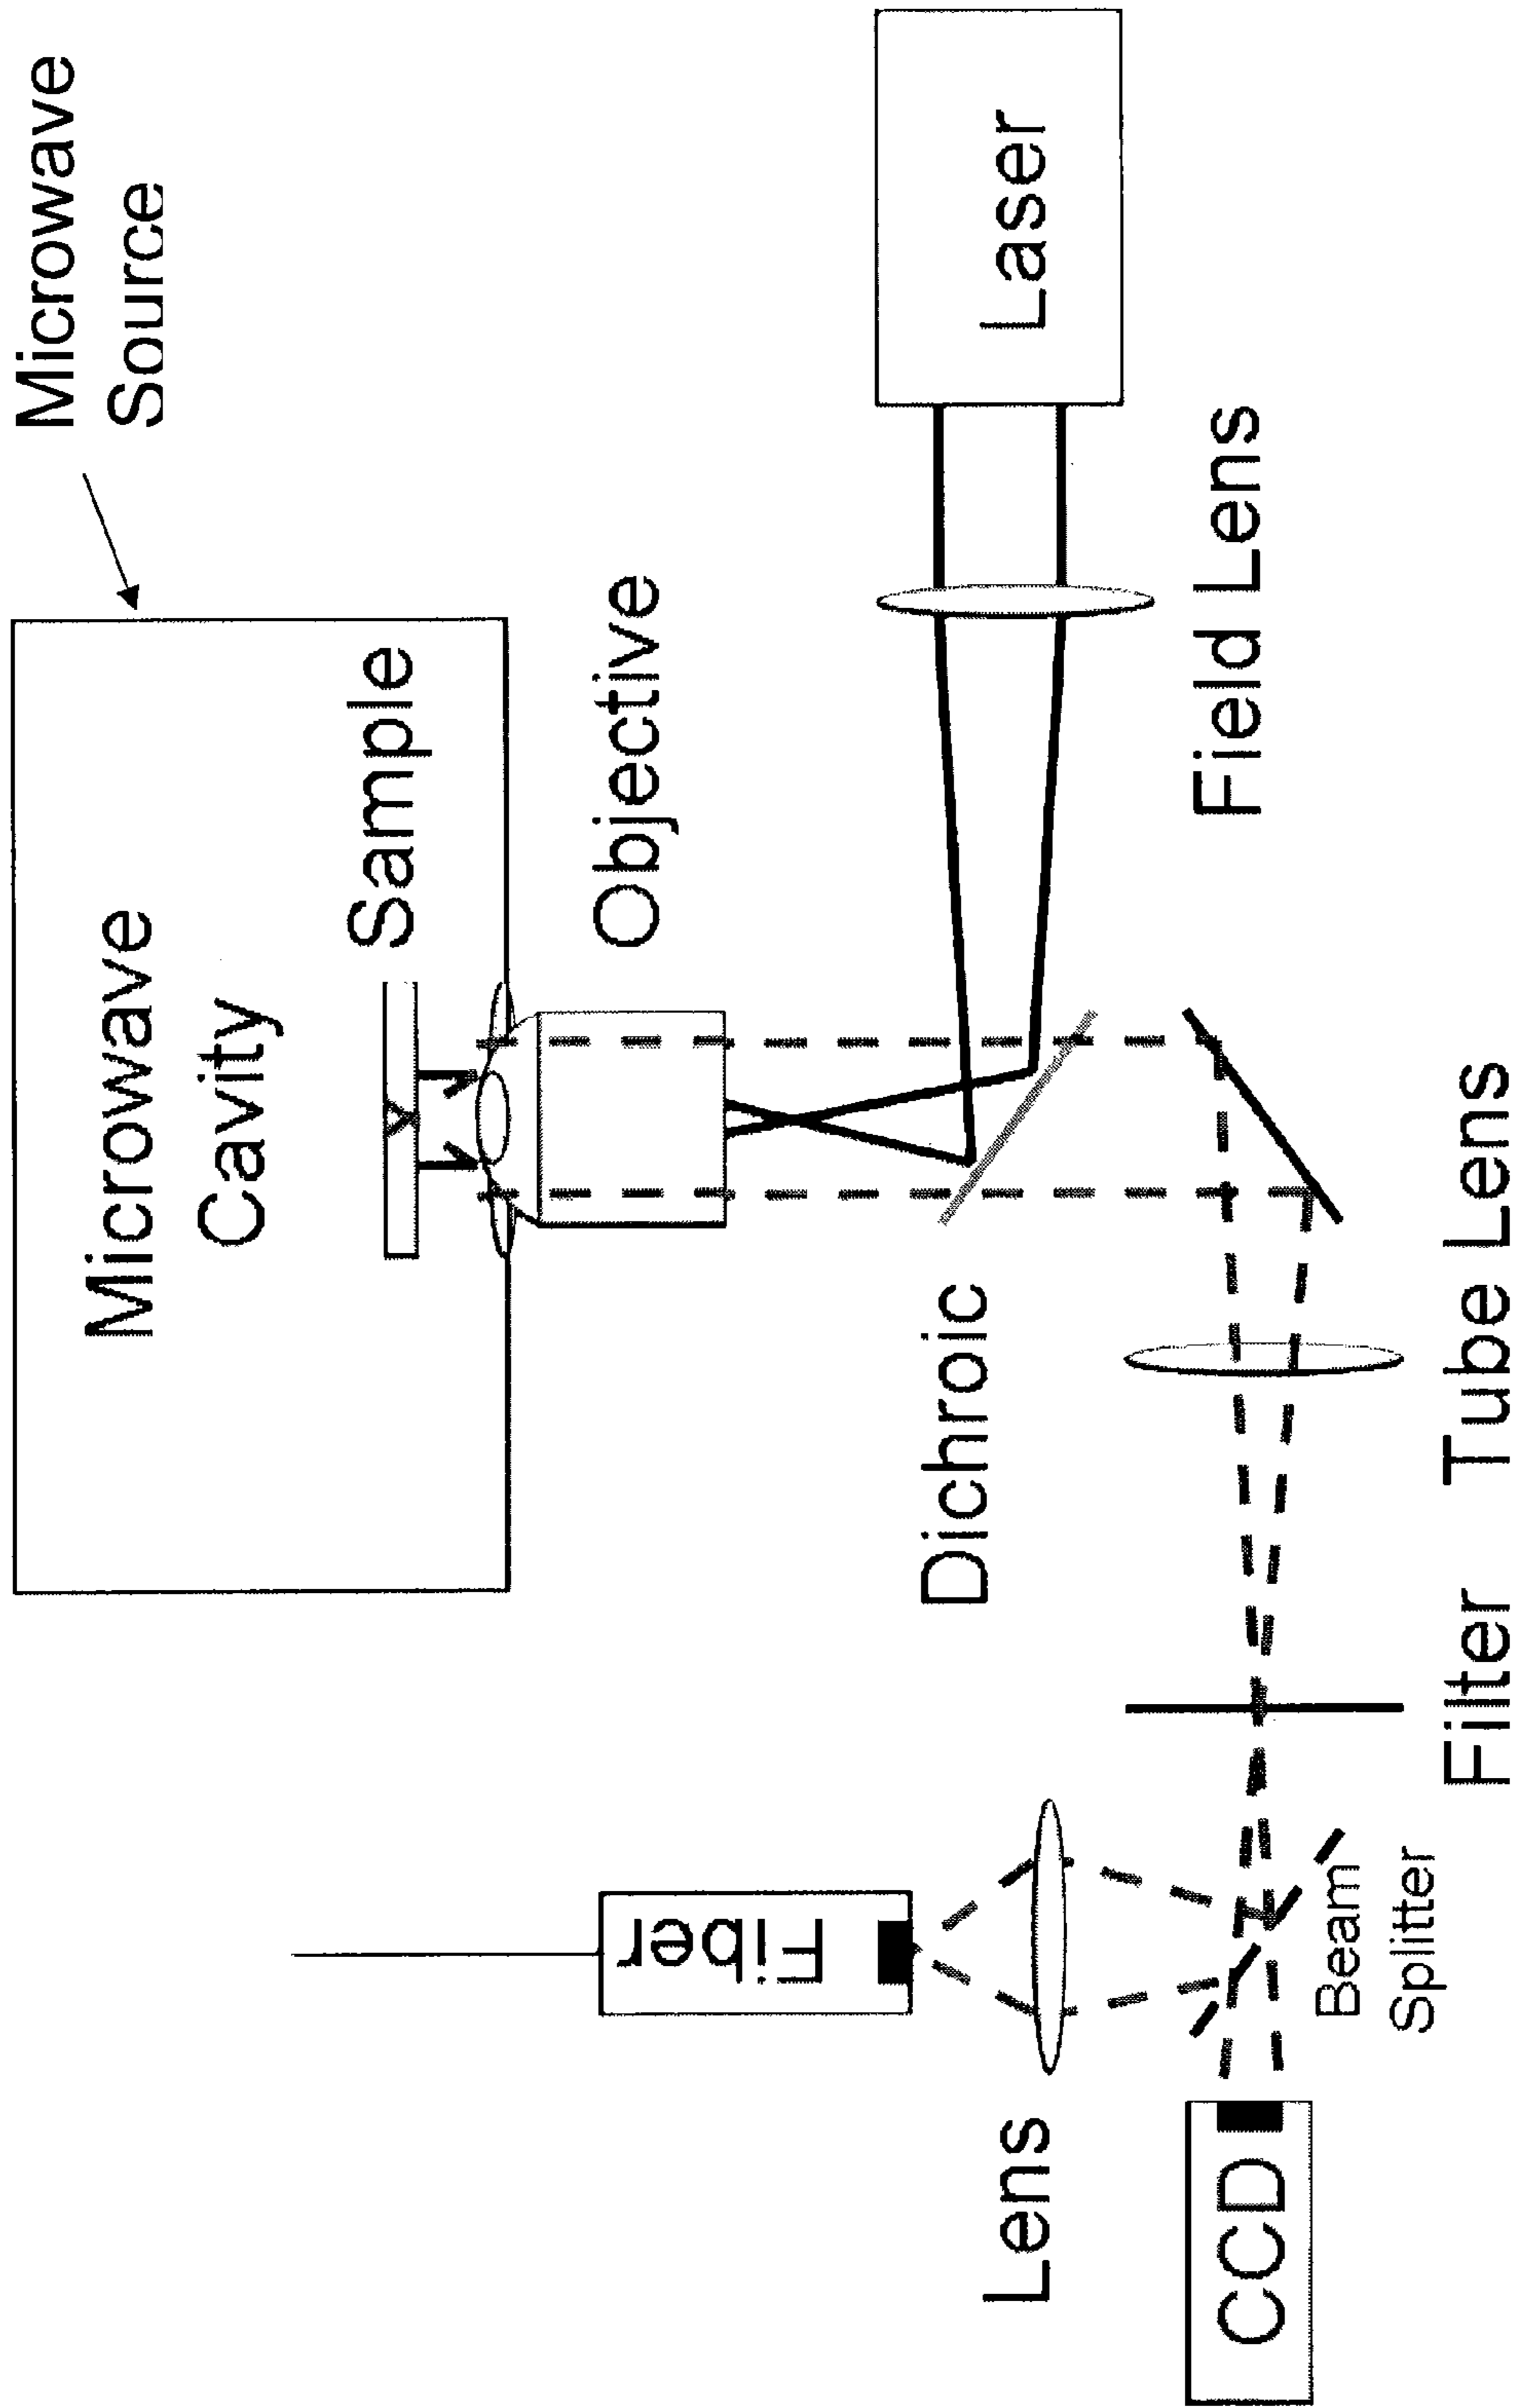 Microwave
Source
Microwave
Cavity
Sample
Objective
Laser
Field Lens
Dichroic
Tube Lens
Filter
Fiber
Lens
Beam
Splitter
CCD